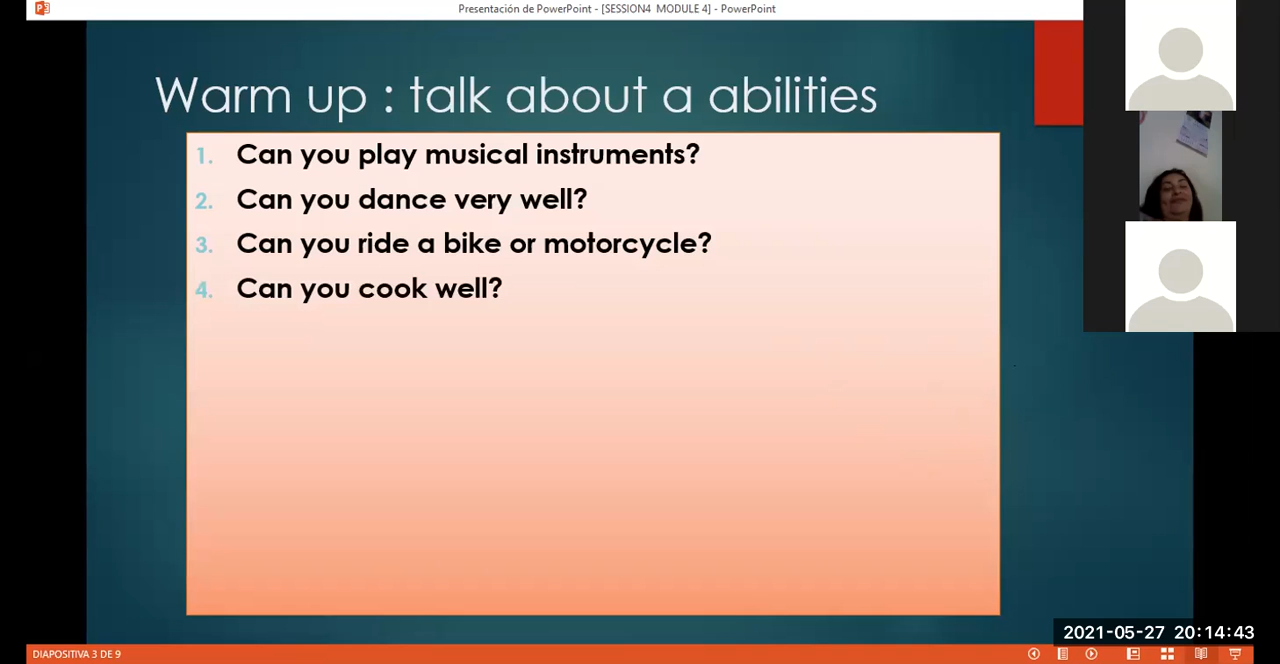 Presentación de PowerPoint - [SESSION4 MODULE 4] - PowerPoint
Warm up : talk about a abilities
1. Can you play musical instruments?
2. Can you dance very well?
3. Can you ride a bike or motorcycle?
4. Can you cook well?
2021-05-27 20:14:43
DIAPOSITIVA 3 DE 9